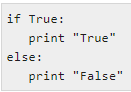 if True:
   print "True"
else:
   print "False"